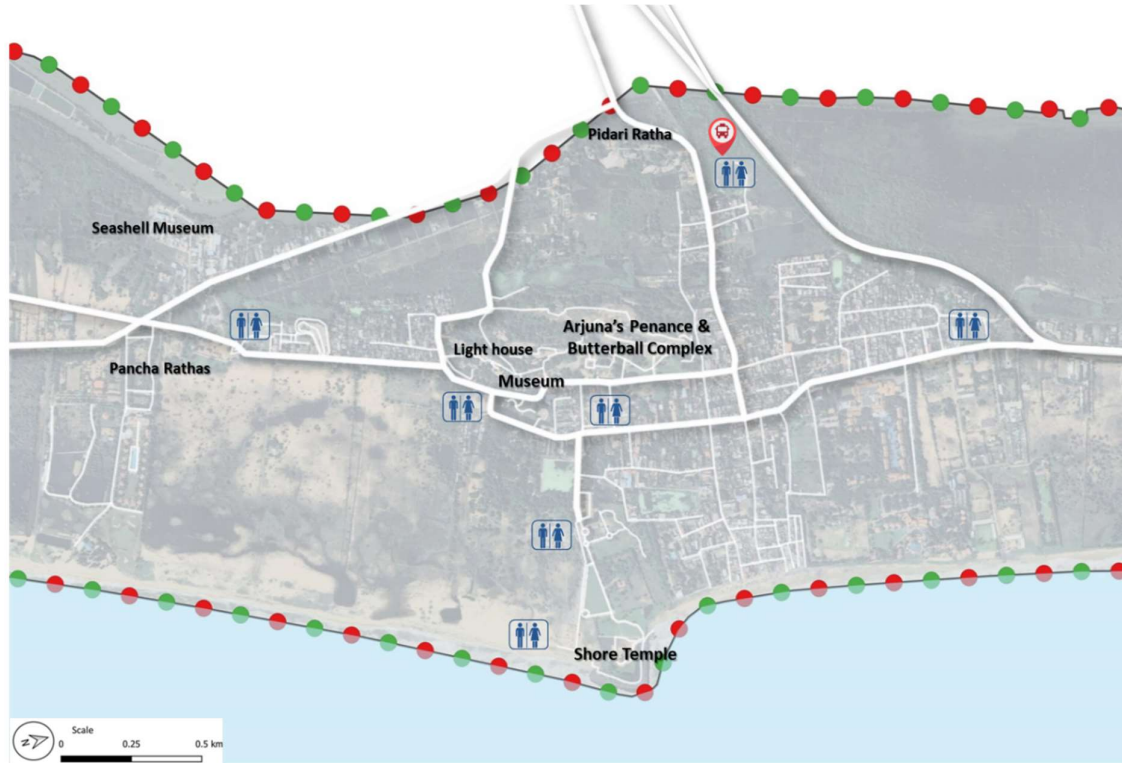 Pidari Ratha
Seashell Museum
Arjuna's Penance &
Butterball Complex
Light house
Pancha Rathas
Museum
Shore Temple
Scale
0 0.25 0.5 km
N